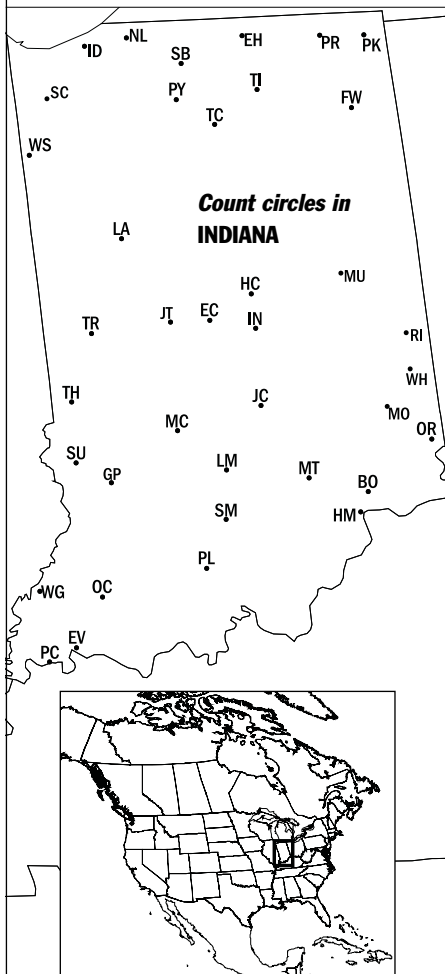 NL
EH
PR
PK
ID
SB
SC
PY
TI
FW
TC
WS
Count circles in
INDIANA
LA
MU
HC
TR
JT
EC
IN
RI
WH
TH
JC
MO
MC
OR
SU
GP
LM
MT
BO
SM
HM
PL
WG
OC
EV
PC